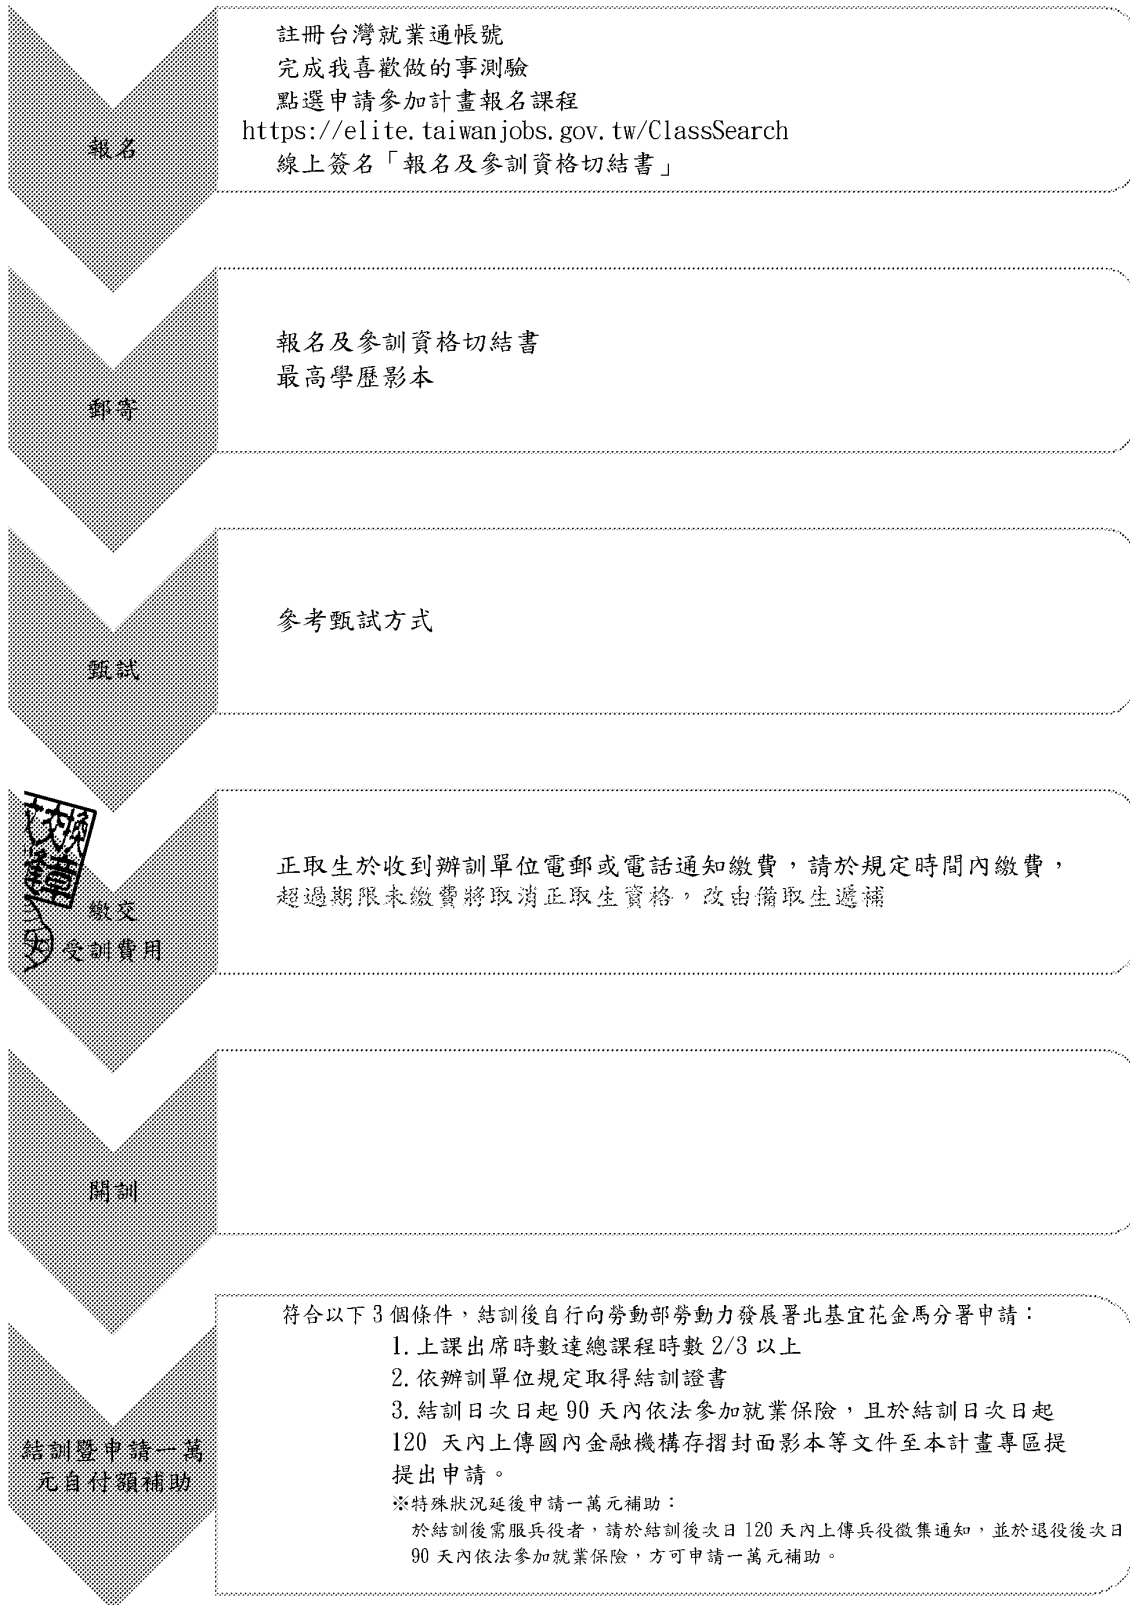 註冊台灣就業通帳號
完成我喜歡做的事測驗
點選申請參加計畫報名課程
https://elite.taiwanjobs.gov.tw/ClassSearch
線上簽名「報名及參訓資格切結書」
報名
報名及參訓資格切結書
最高學歷影本
郵寄
參考甄試方式
甄試
正取生於收到辦訓單位電郵或電話通知繳費，請於規定時間內繳費，
超過期限未繳費將取消正取生資格，改由備取生遞補
繳交
受訓費用
開訓
符合以下3個條件，結訓後自行向勞動部勞動力發展署北基宜花金馬分署申請：
1.上課出席時數達總課程時數2/3以上
2.依辦訓單位規定取得結訓證書
3.結訓日次日起90天內依法參加就業保險，且於結訓日次日起
120 天內上傳國內金融機構存摺封面影本等文件至本計畫專區提
提出申請。
※特殊狀況延後申請一萬元補助：
於結訓後需服兵役者，請於結訓後次日120天內上傳兵役徵集通知，並於退役後次日
90天內依法參加就業保險，方可申請一萬元補助。
結訓暨申請一萬
元自付額補助